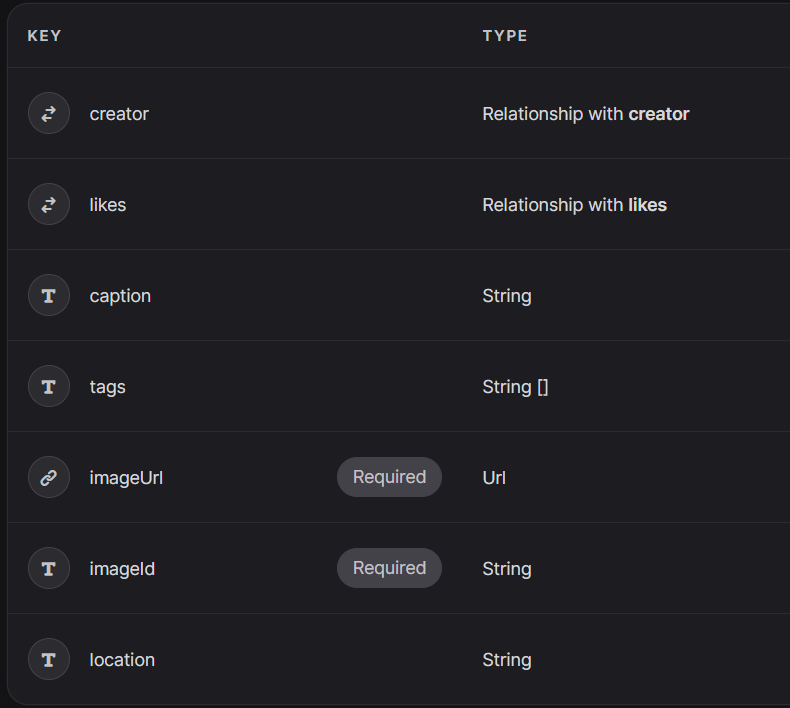 KEY TYPE
creator Relationship with creator
likes Relationship with likes
caption String
tags String []
imageUrl Required Url
imageId Required String
location String